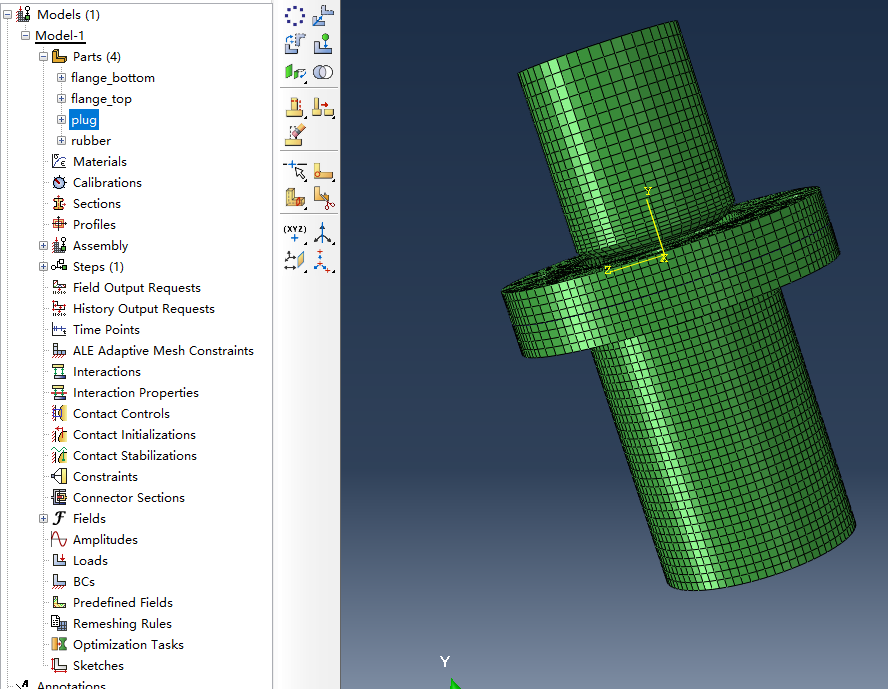 Models (1)
Model-1
Parts (4)
flange_bottom
flange_top
plug
rubber
Materials
Calibrations
Sections
Profiles
Assembly
Steps (1)
Field Output Requests
History Output Requests
Time Points
ALE Adaptive Mesh Constraints
Interactions
Interaction Properties
Contact Controls
Contact Initializations
Contact Stabilizations
Constraints
Connector Sections
Fields
Amplitudes
Loads
BCs
Predefined Fields
Remeshing Rules
Optimization Tasks
Sketches
Annotations
(XYZ)
Y
Z
X
Y